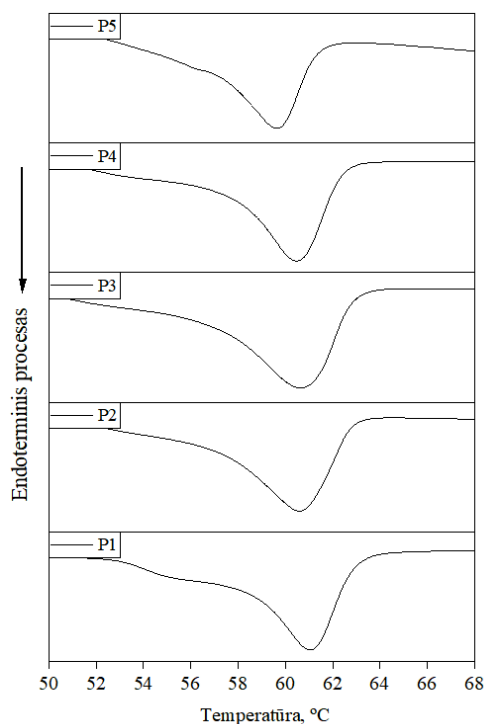 P5
P4
P3
P2
P1
Endoterminis procesas
50 52 54 56 58 60 62 64 66 68
Temperatūra, ºC